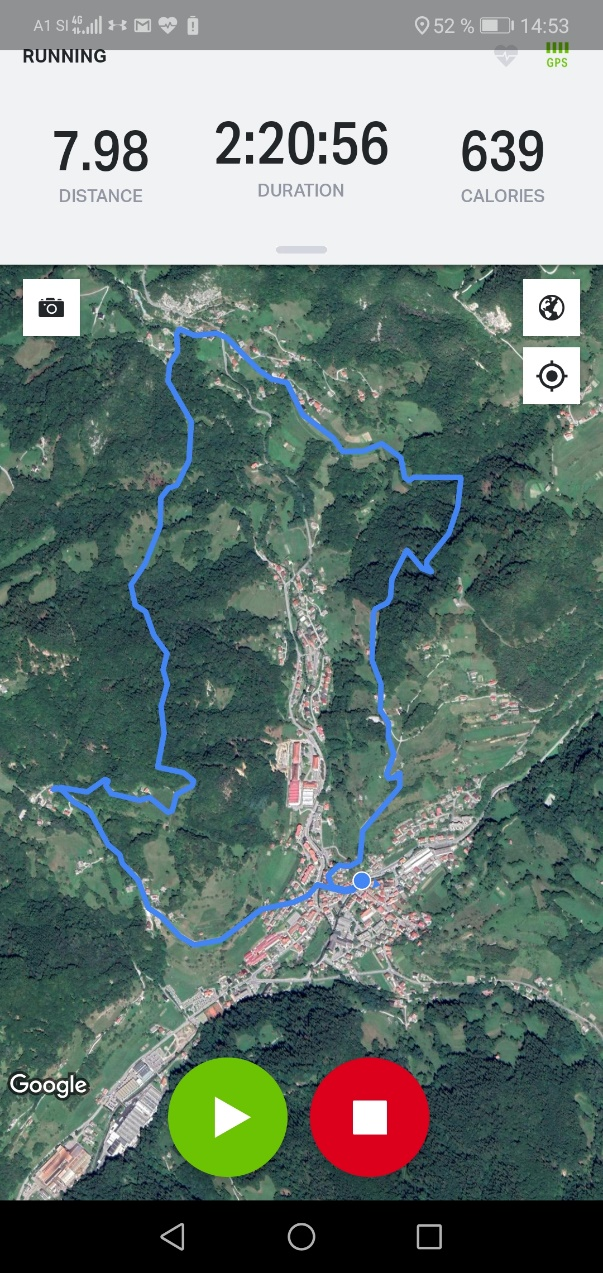 A1 SI 4G 52 % 14:53
RUNNING
GPS
7.98 2:20:56 639
DISTANCE DURATION CALORIES
Google